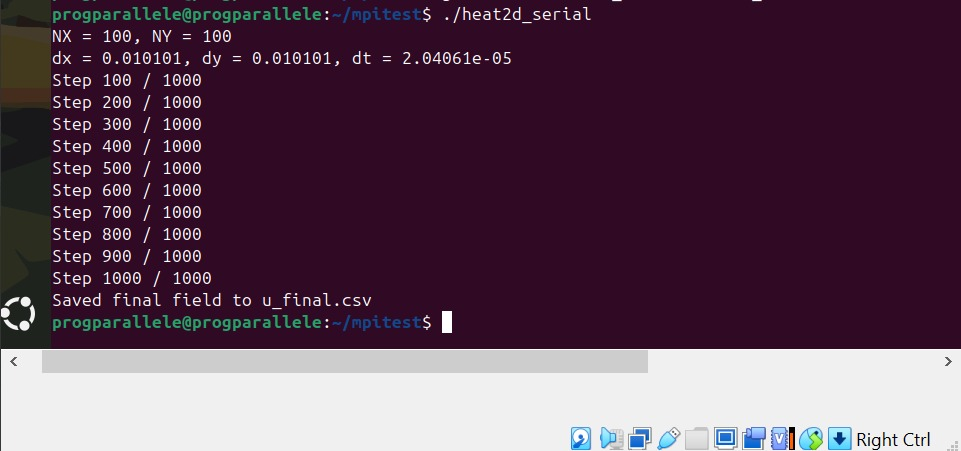 progparallele@progparallele:~/mpitest$ ./heat2d_serial
NX = 100, NY = 100
dx = 0.010101, dy = 0.010101, dt = 2.04061e-05
Step 100 / 1000
Step 200 / 1000
Step 300 / 1000
Step 400 / 1000
Step 500 / 1000
Step 600 / 1000
Step 700 / 1000
Step 800 / 1000
Step 900 / 1000
Step 1000 / 1000
Saved final field to u_final.csv
progparallele@progparallele:~/mpitest$
Right Ctrl